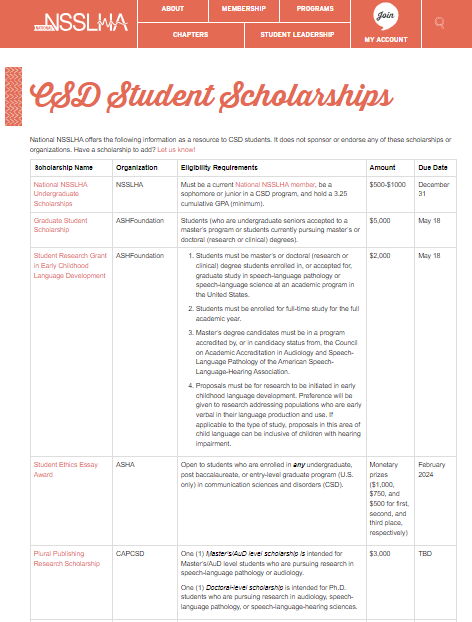 ABOUT
MEMBERSHIP
PROGRAMS
NATIONAL NSSLHA
CHAPTERS
STUDENT LEADERSHIP
Join
MY ACCOUNT
CSD Student Scholarships
National NSSLHA offers the following information as a resource to CSD students. It does not sponsor or endorse any of these scholarships or
organizations. Have a scholarship to add? Let us know!
Scholarship Name Organization Eligibility Requirements Amount Due Date
National NSSLHA NSSLHA Must be a current National NSSLHA member, be a $500-$1000 December
Undergraduate sophomore or junior in a CSD program, and hold a 3.25 31
Scholarships cumulative GPA (minimum).
Graduate Student ASHFoundation Students (who are undergraduate seniors accepted to a $5,000 May 18
Scholarship master's program or students currently pursuing master's or
doctoral (research or clinical) degrees).
Student Research Grant ASHFoundation 1. Students must be master's or doctoral (research or $2,000 May 18
in Early Childhood clinical) degree students enrolled in, or accepted for,
Language Development graduate study in speech-language pathology or
speech-language science at an academic program in
the United States.
2. Students must be enrolled for full-time study for the full
academic year.
3. Master's degree candidates must be in a program
accredited by, or in candidacy status from, the Council
on Academic Accreditation in Audiology and Speech-
Language Pathology of the American Speech-
Language-Hearing Association.
4. Proposals must be for research to be initiated in early
childhood language development. Preference will be
given to research addressing populations who are early
verbal in their language production and use. If
applicable to the type of study, proposals in this area of
child language can be inclusive of children with hearing
impairment.
Student Ethics Essay ASHA Open to students who are enrolled in any undergraduate, Monetary February
Award post baccalaureate, or entry-level graduate program (U.S. prizes 2024
only) in communication sciences and disorders (CSD). ($1,000,
$750, and
$500 for first,
second, and
third place,
respectively)
Plural Publishing CAPCSD One (1) Master's/AuD level scholarship is intended for $3,000 TBD
Research Scholarship Master's/AuD level students who are pursuing research in
speech-language pathology or audiology.
One (1) Doctoral-level scholarship is intended for Ph.D.
students who are pursuing research in audiology, speech-
language pathology, or speech-language-hearing sciences.